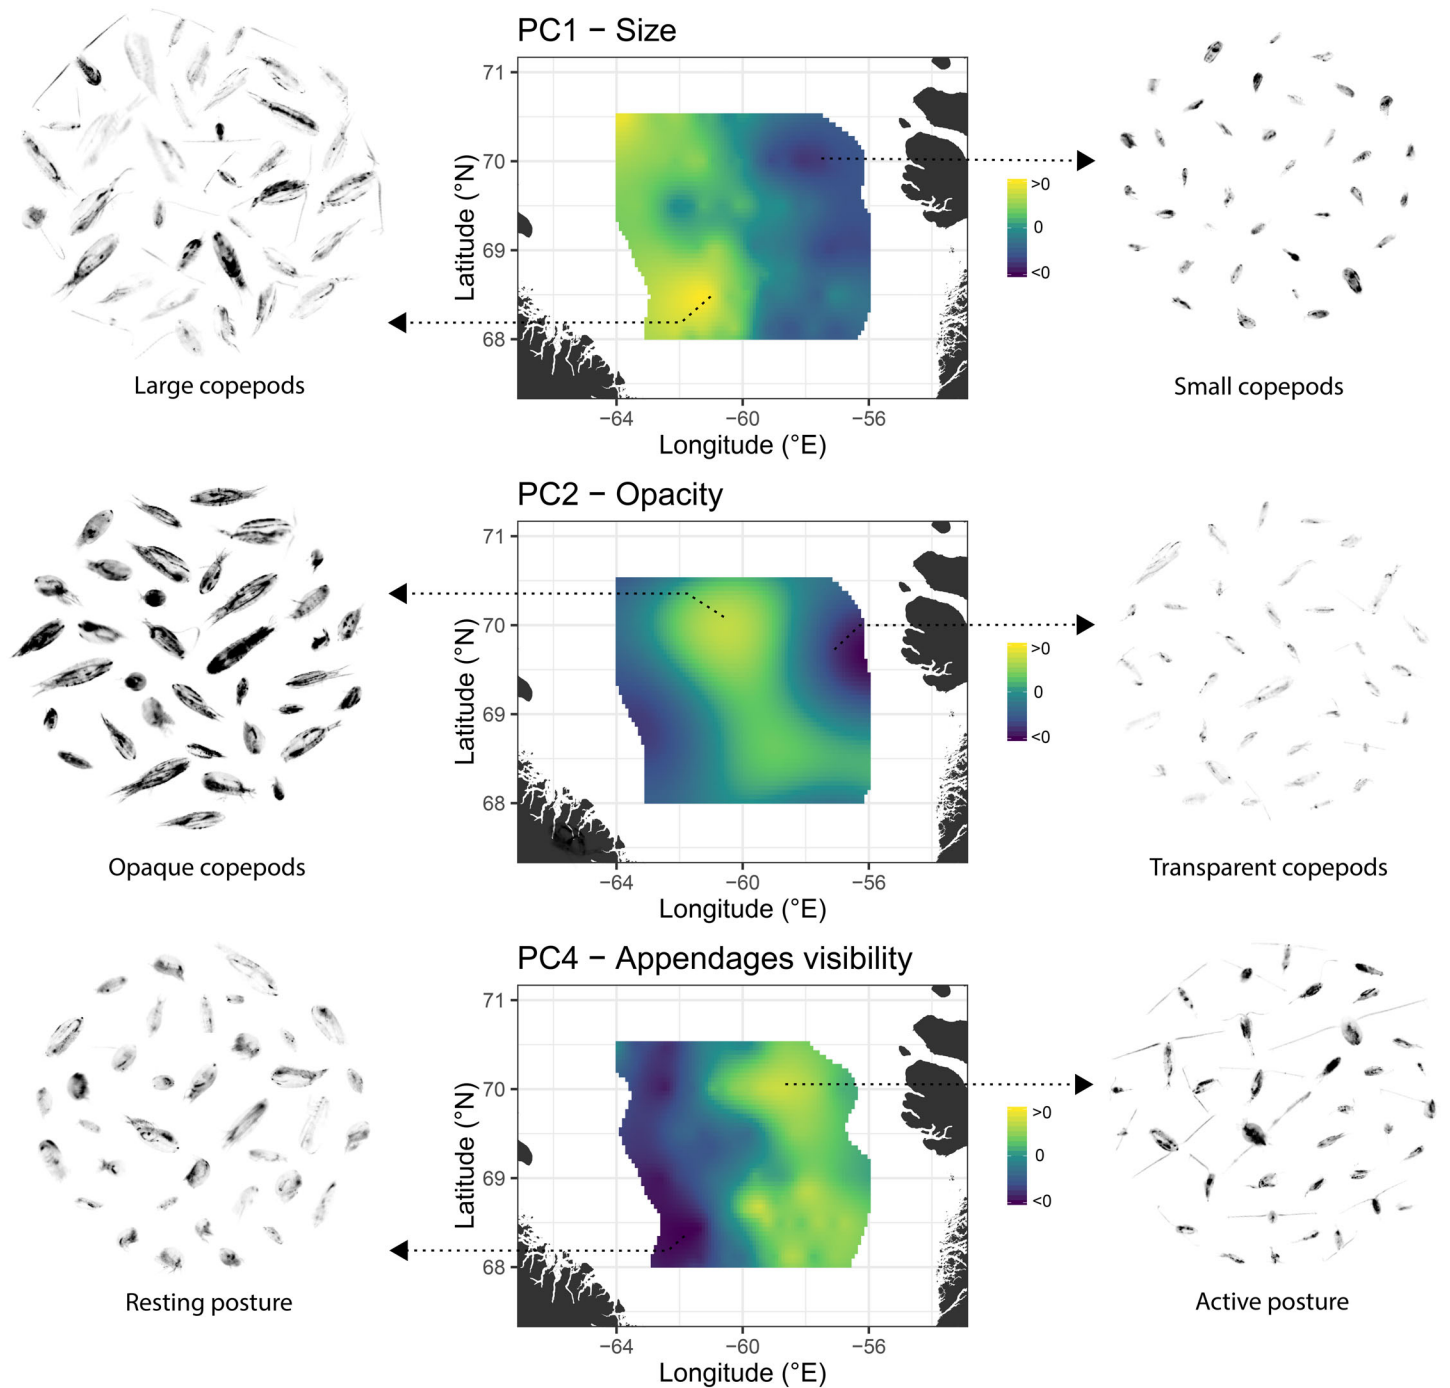 PC1 − Size
71
70
69
68
Latitude (°N)
−64
−60
−56
Longitude (°E)
>0
0
<0
Large copepods
Small copepods
PC2 − Opacity
71
70
69
68
Latitude (°N)
−64
−60
−56
Longitude (°E)
>0
0
<0
Opaque copepods
Transparent copepods
PC4 − Appendages visibility
71
70
69
68
Latitude (°N)
−64
−60
−56
Longitude (°E)
>0
0
<0
Resting posture
Active posture